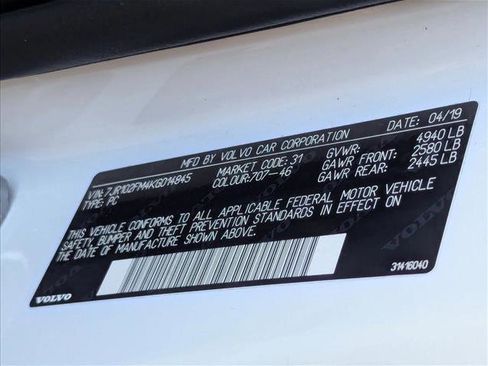 MFD BY VOLVO CAR CORPORATION DATE: 04/19
VIN: 7JR102FM4KG014845 MARKET CODE: 31 GVWR: 4940 LB
TYPE: PC COLOUR: 707-46 GAWR FRONT: 2580 LB
GAWR REAR: 2445 LB
THIS VEHICLE CONFORMS TO ALL APPLICABLE FEDERAL MOTOR VEHICLE
SAFETY, BUMPER AND THEFT PREVENTION STANDARDS IN EFFECT ON
THE DATE OF MANUFACTURE SHOWN ABOVE.
VOLVO 31416040